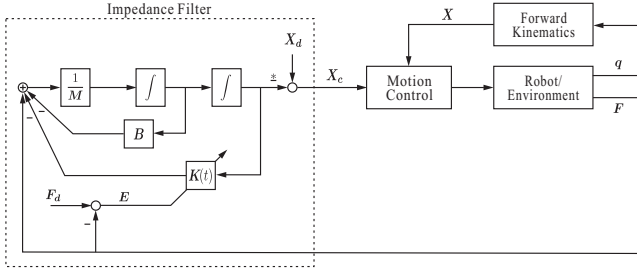 Impedance Filter
X_d
X
Forward
Kinematics
1/M
∫
∫
*
X_c
Motion
Control
Robot/
Environment
q
F
B
K(t)
F_d
E